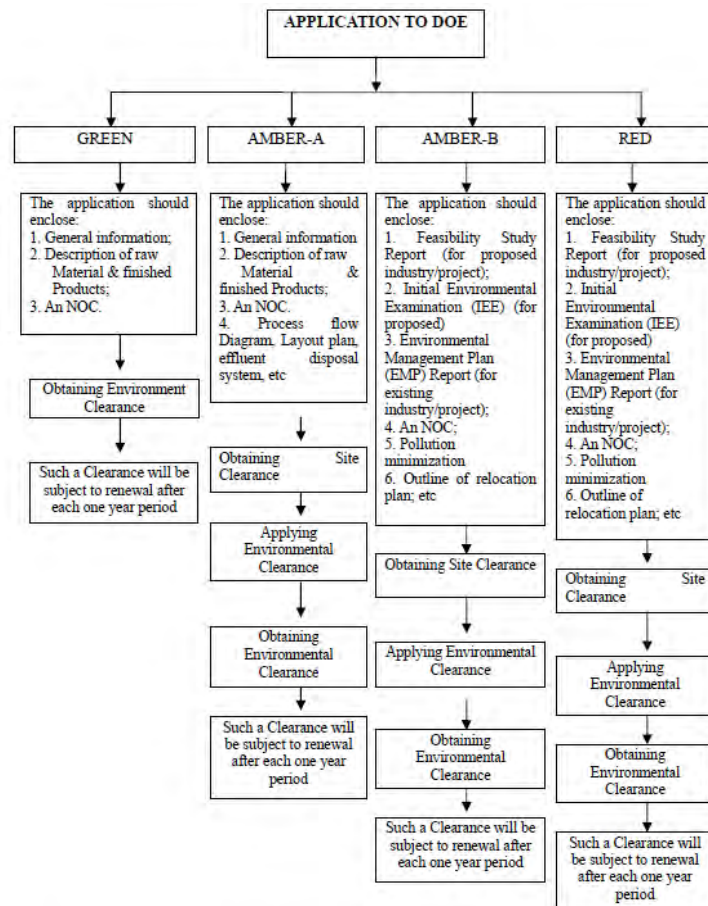 APPLICATION TO DOE
GREEN
The application should
enclose:
1. General information;
2. Description of raw
Material & finished
Products;
3. An NOC.
Obtaining Environment
Clearance
Such a Clearance will be
subject to renewal after
each one year period
AMBER-A
The application should
enclose:
1. General information
2. Description of raw
Material &
finished Products;
3. An NOC.
4. Process flow
Diagram, Layout plan,
effluent disposal
system, etc
Obtaining Site
Clearance
Applying
Environmental
Clearance
Obtaining
Environmental
Clearance
Such a Clearance will
be subject to renewal
after each one year
period
AMBER-B
The application should
enclose:
1. Feasibility Study
Report (for proposed
industry/project);
2. Initial Environmental
Examination (IEE) (for
proposed)
3. Environmental
Management Plan
(EMP) Report (for
existing
industry/project);
4. An NOC;
5. Pollution
minimization
6. Outline of relocation
plan; etc
Obtaining Site Clearance
Applying Environmental
Clearance
Obtaining
Environmental
Clearance
Such a Clearance will be
subject to renewal after
each one year period
RED
The application should
enclose:
1. Feasibility Study
Report (for proposed
industry/project);
2. Initial
Environmental
Examination (IEE) (for
proposed)
3. Environmental
Management Plan
(EMP) Report (for
existing
industry/project);
4. An NOC;
5. Pollution
minimization
6. Outline of
relocation plan; etc
Obtaining Site
Clearance
Applying
Environmental
Clearance
Obtaining
Environmental
Clearance
Such a Clearance will
be subject to renewal
after each one year
period